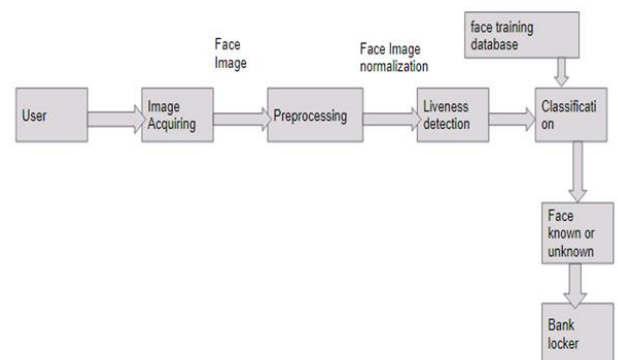 face training
database
Face
Image
Face Image
normalization
User
Image
Acquiring
Preprocessing
Liveness
detection
Classificati
on
Face
known or
unknown
Bank
locker